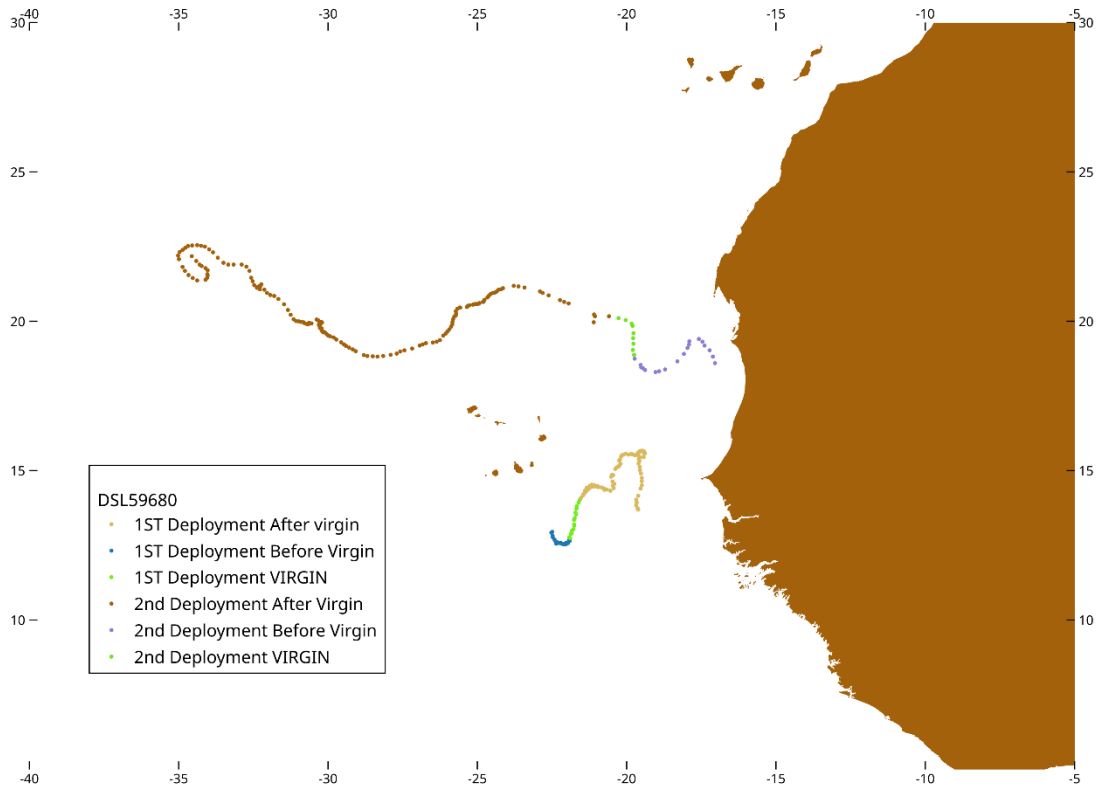 -40 -35 -30 -25 -20 -15 -10 -5
30 30
25 25
20 20
15 15
DSL59680
1ST Deployment After virgin
1ST Deployment Before Virgin
1ST Deployment VIRGIN
2nd Deployment After Virgin
10 10
2nd Deployment Before Virgin
2nd Deployment VIRGIN
-40 -35 -30 -25 -20 -15 -10 -5